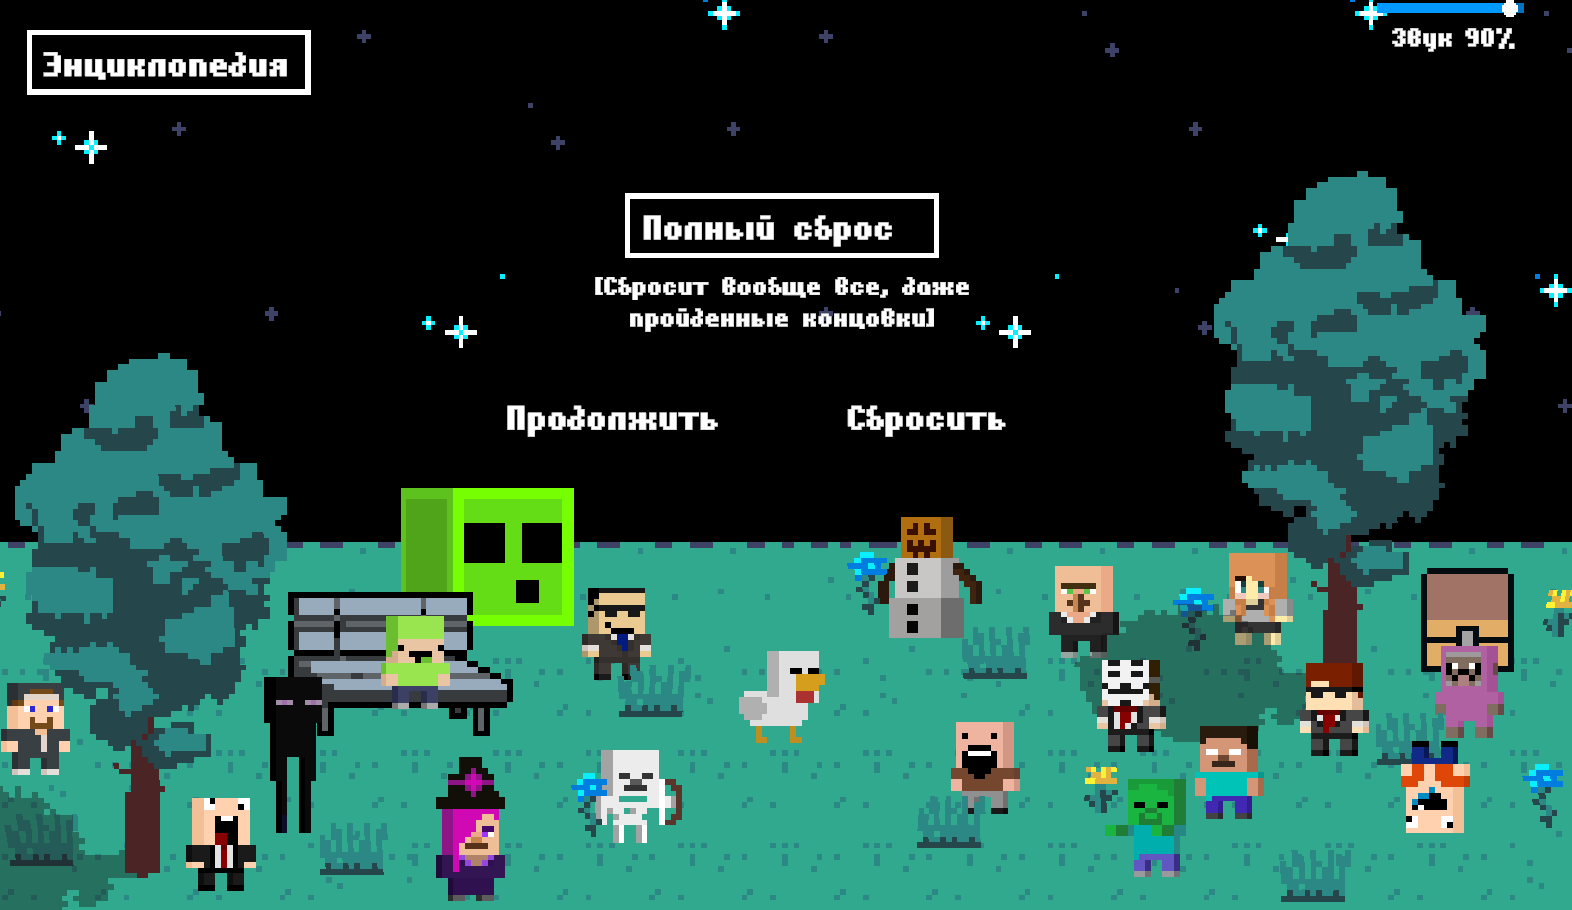 Энциклопедия
Звук 90%
Полный сброс
[Сбросит вообще все, даже
пройденные концовки]
Продолжить
Сбросить